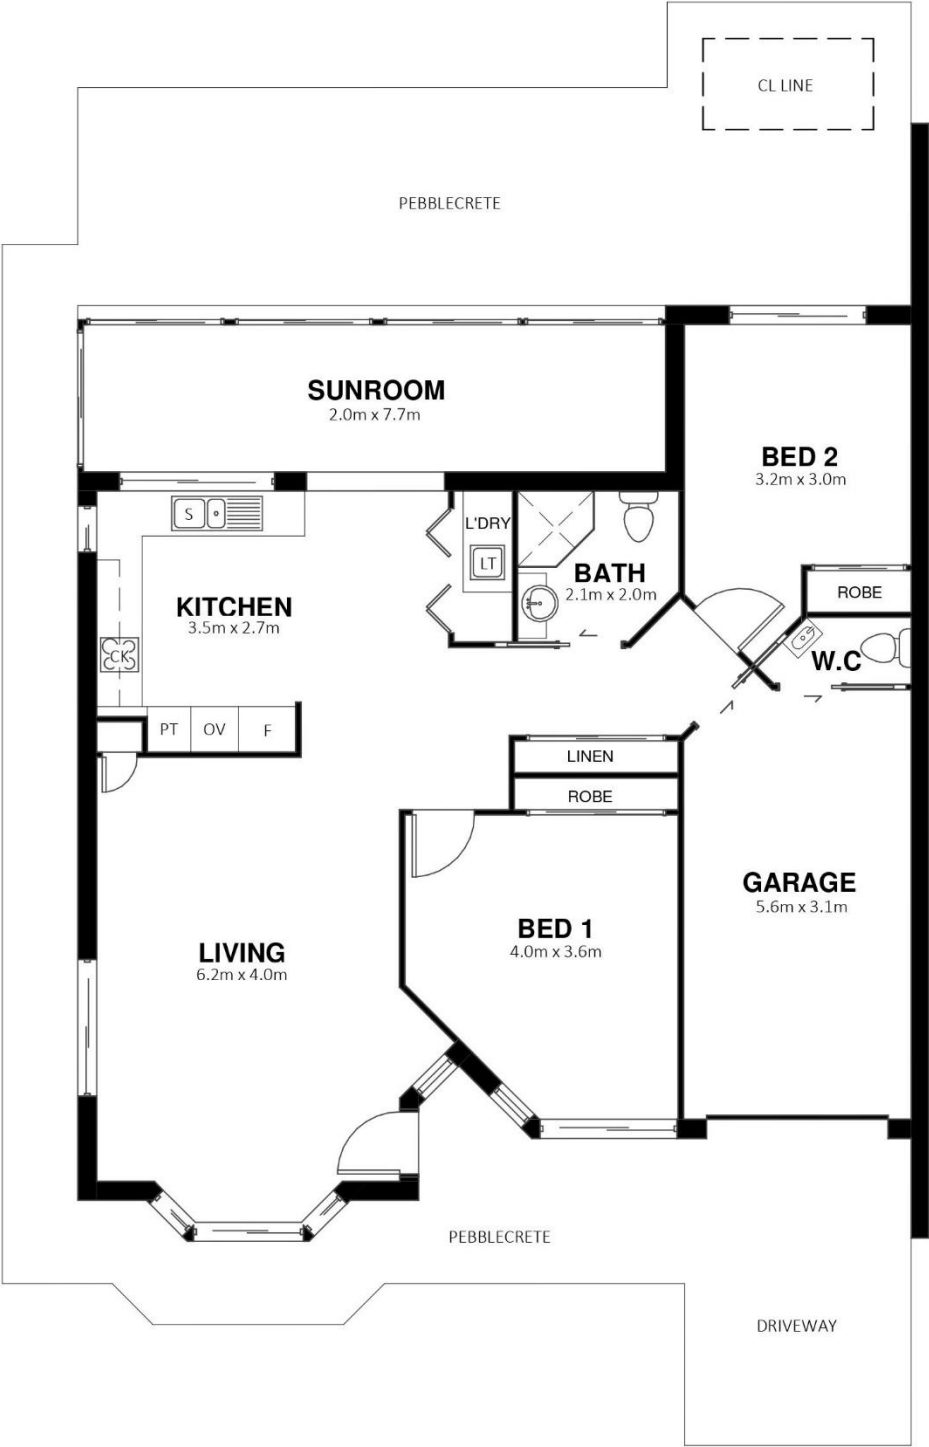 CL LINE
PEBBLECRETE
SUNROOM
2.0m x 7.7m
BED 2
3.2m x 3.0m
S
L'DRY
LT
BATH
2.1m x 2.0m
ROBE
KITCHEN
3.5m x 2.7m
CK
W.C
PT
OV
F
LINEN
ROBE
GARAGE
5.6m x 3.1m
BED 1
4.0m x 3.6m
LIVING
6.2m x 4.0m
PEBBLECRETE
DRIVEWAY